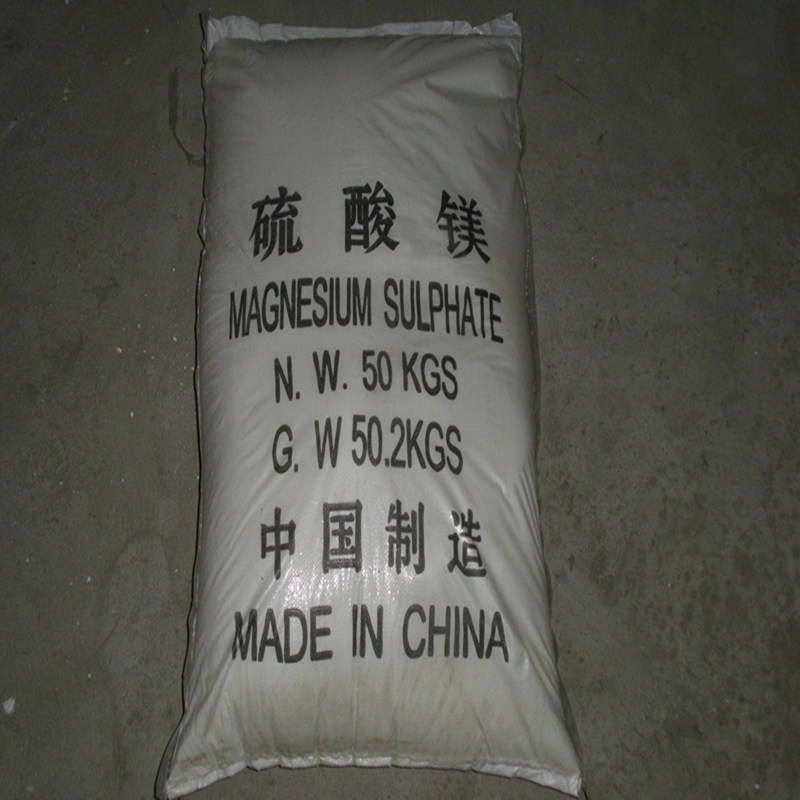 硫酸镁
MAGNESIUM SULPHATE
N. W. 50 KGS
G. W 50.2KGS
中国制造
MADE IN CHINA